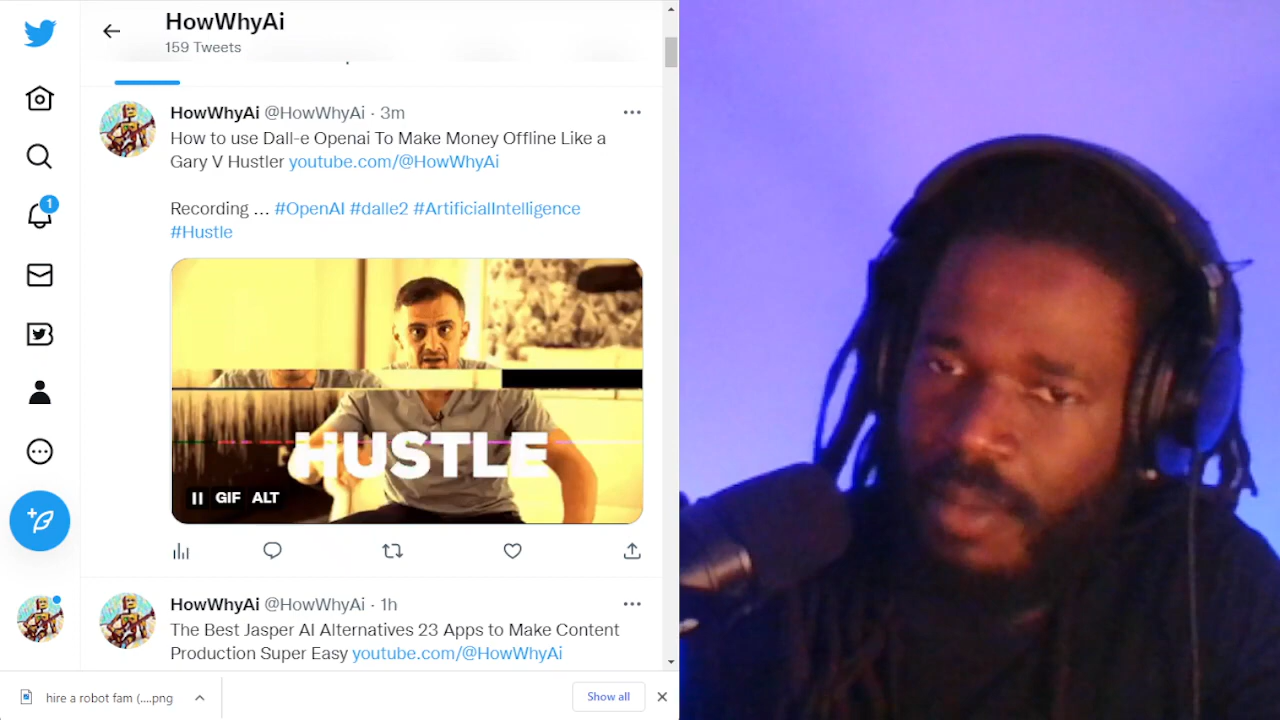 HowWhyAi
159 Tweets
HowWhyAi @HowWhyAi · 3m
How to use Dall-e Openai To Make Money Offline Like a
Gary V Hustler youtube.com/@HowWhyAi
Recording ... #OpenAI #dalle2 #ArtificialIntelligence
#Hustle
1
HUSTLE
GIF ALT
HowWhyAi @HowWhyAi · 1h
The Best Jasper AI Alternatives 23 Apps to Make Content
Production Super Easy youtube.com/@HowWhyAi
hire a robot fam (....png
Show all